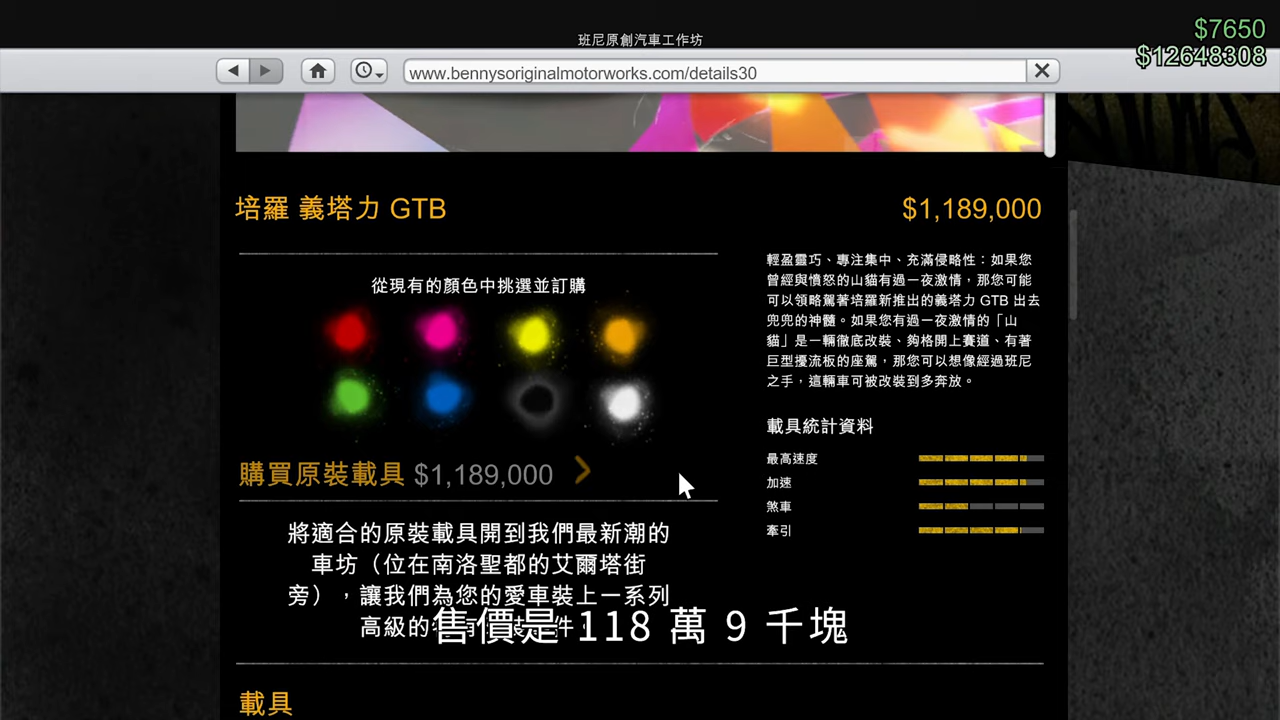 班尼原創汽車工作坊
$7650
$12648308
www.bennysoriginalmotorworks.com/details30
培羅 義塔力 GTB
$1,189,000
從現有的顏色中挑選並訂購
購買原裝載具 $1,189,000
將適合的原裝載具開到我們最新潮的
車坊（位在南洛聖都的艾爾塔街
旁），讓我們為您的愛車裝上一系列
高級的
件
售價是 118 萬 9 千塊
載具
輕盈靈巧、專注集中、充滿侵略性：如果您
曾經與憤怒的山貓有過一夜激情，那您可能
可以領略駕著培羅新推出的義塔力 GTB 出去
兜兜的神髓。如果您有過一夜激情的「山
貓」是一輛徹底改裝、夠格開上賽道、有著
巨型擾流板的座駕，那您可以想像經過班尼
之手，這輛車可被改裝到多奔放。
載具統計資料
最高速度
加速
煞車
牽引